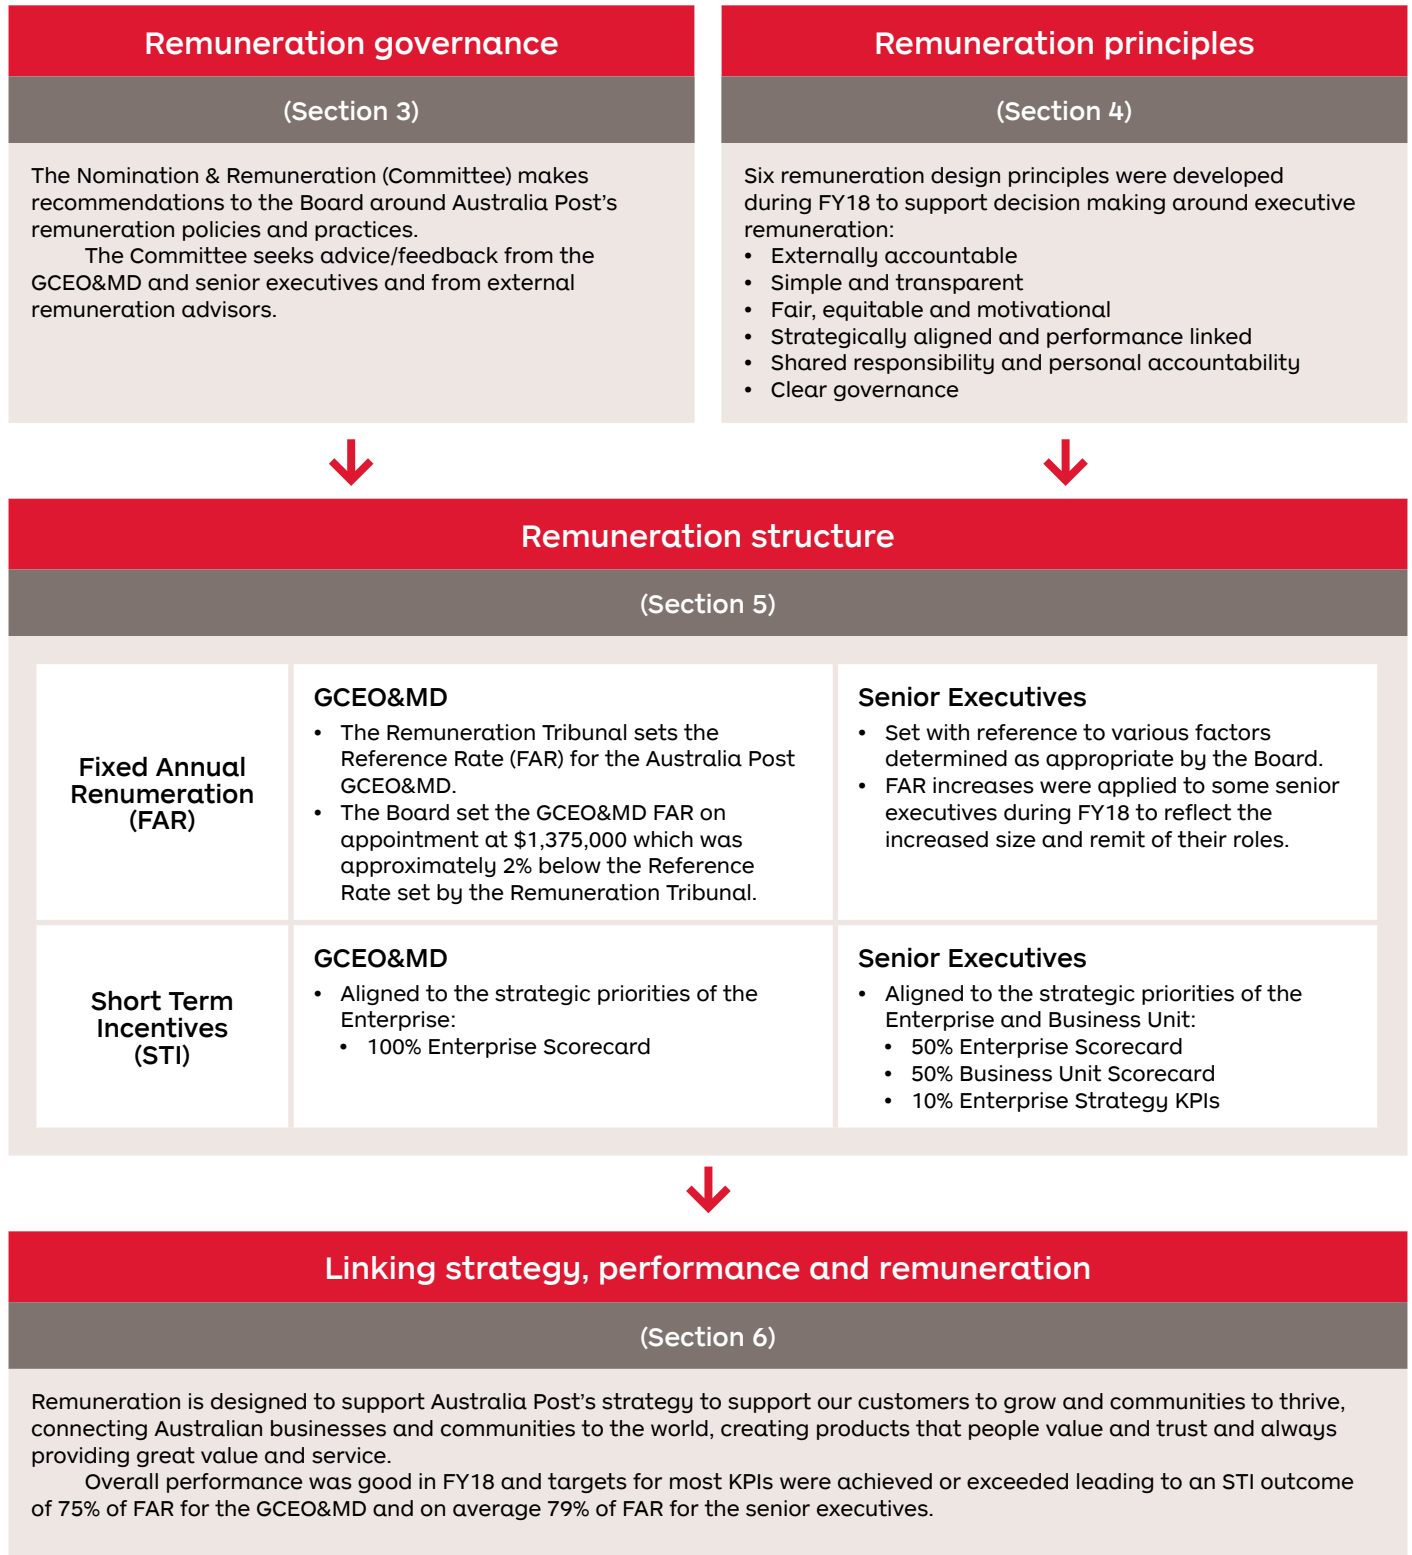 Remuneration governance
(Section 3)
The Nomination & Remuneration (Committee) makes
recommendations to the Board around Australia Post's
remuneration policies and practices.
The Committee seeks advice/feedback from the
GCEO&MD and senior executives and from external
remuneration advisors.
Remuneration principles
(Section 4)
Six remuneration design principles were developed
during FY18 to support decision making around executive
remuneration:
• Externally accountable
• Simple and transparent
• Fair, equitable and motivational
• Strategically aligned and performance linked
• Shared responsibility and personal accountability
• Clear governance
Remuneration structure
(Section 5)
Fixed Annual
Renumeration
(FAR)
GCEO&MD
• The Remuneration Tribunal sets the
Reference Rate (FAR) for the Australia Post
GCEO&MD.
• The Board set the GCEO&MD FAR on
appointment at $1,375,000 which was
approximately 2% below the Reference
Rate set by the Remuneration Tribunal.
Senior Executives
• Set with reference to various factors
determined as appropriate by the Board.
• FAR increases were applied to some senior
executives during FY18 to reflect the
increased size and remit of their roles.
Short Term
Incentives
(STI)
GCEO&MD
• Aligned to the strategic priorities of the
Enterprise:
• 100% Enterprise Scorecard
Senior Executives
• Aligned to the strategic priorities of the
Enterprise and Business Unit:
• 50% Enterprise Scorecard
• 50% Business Unit Scorecard
• 10% Enterprise Strategy KPIs
Linking strategy, performance and remuneration
(Section 6)
Remuneration is designed to support Australia Post's strategy to support our customers to grow and communities to thrive,
connecting Australian businesses and communities to the world, creating products that people value and trust and always
providing great value and service.
Overall performance was good in FY18 and targets for most KPIs were achieved or exceeded leading to an STI outcome
of 75% of FAR for the GCEO&MD and on average 79% of FAR for the senior executives.